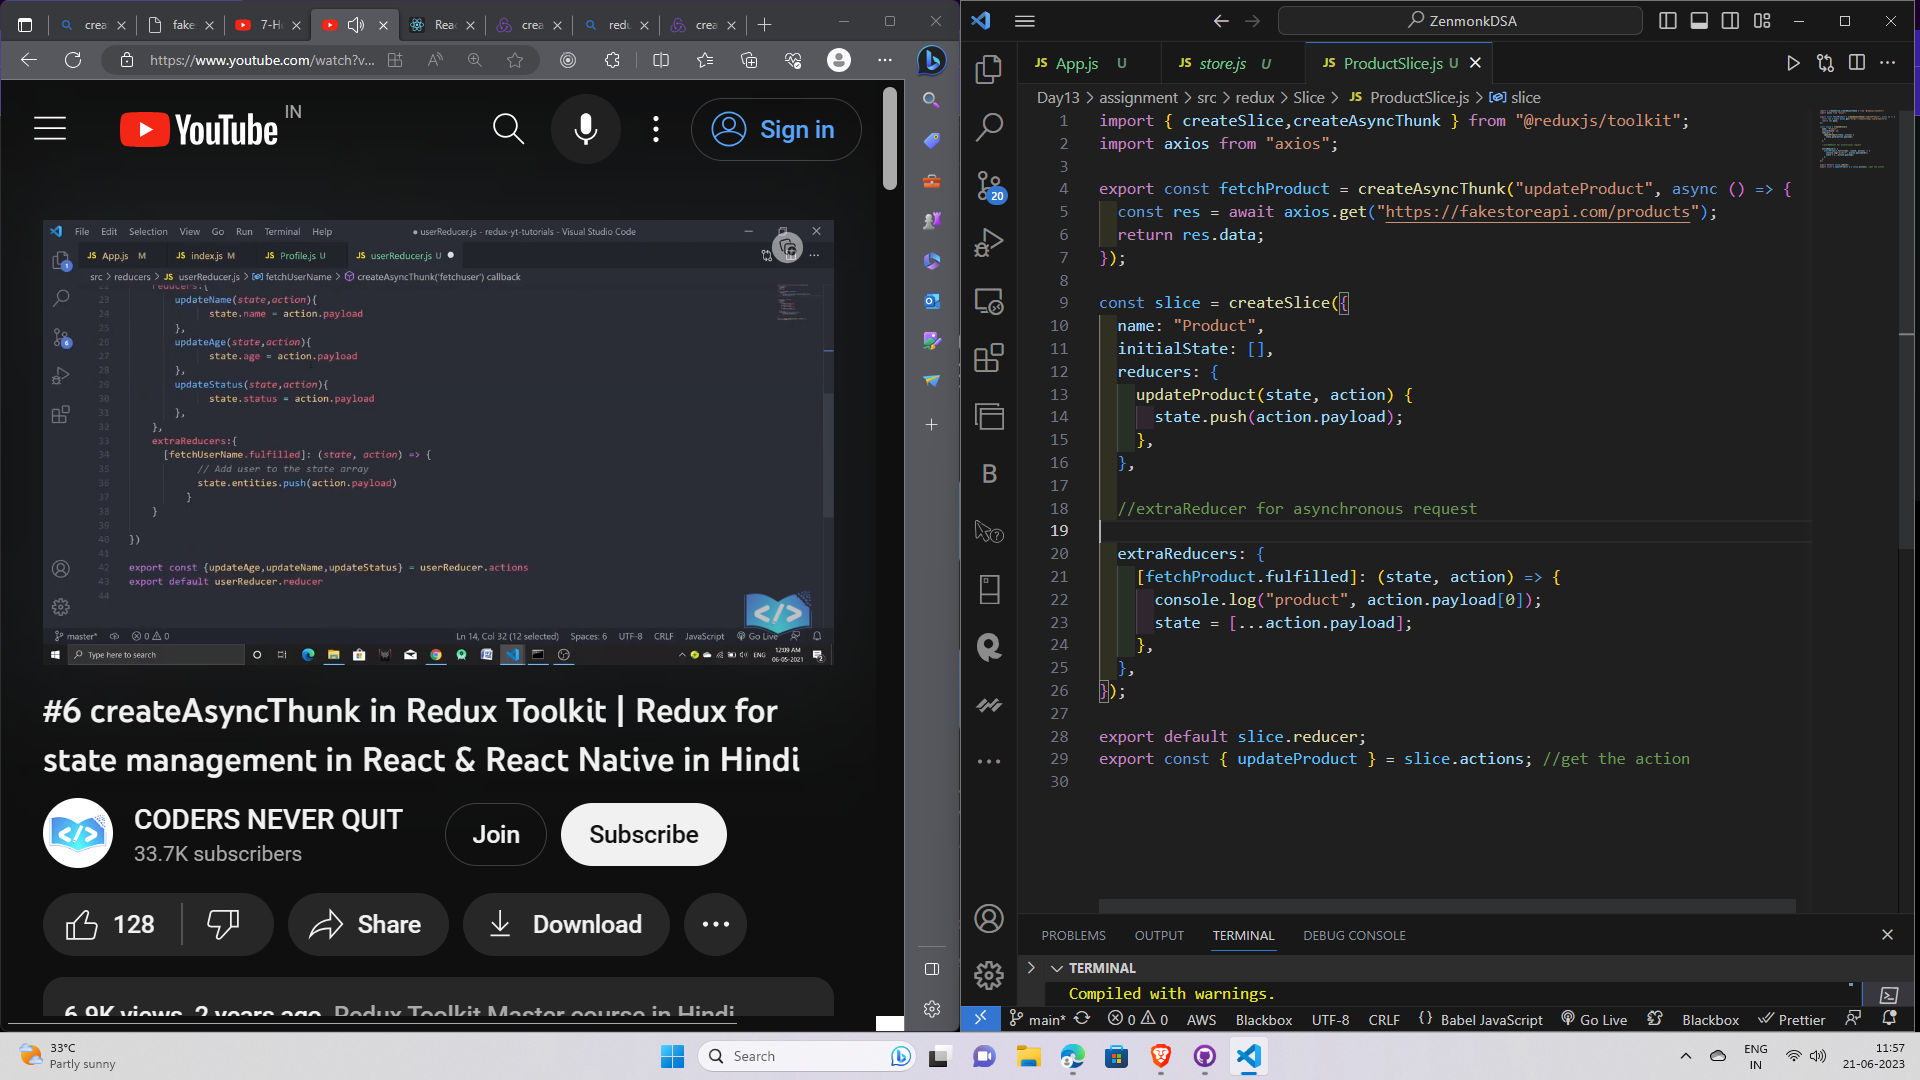 crea
fake
7-H
Reac
crea
redu
crea
https://www.youtube.com/watch?v...
YouTube
IN
Sign in
File Edit Selection View Go Run Terminal Help
userReducer.js - redux-yt-tutorials - Visual Studio Code
JS App.js M
JS index.js M
JS Profile.js U
JS userReducer.js U
src > reducers > JS userReducer.js > fetchUserName > createAsyncThunk('fetchuser') callback
22 reducers:{
23 updateName(state,action){
24 state.name = action.payload
25 },
26 updateAge(state,action){
27 state.age = action.payload
28 },
29 updateStatus(state,action){
30 state.status = action.payload
31 },
32 },
33 extraReducers:{
34 [fetchUserName.fulfilled]: (state, action) => {
35 // Add user to the state array
36 state.entities.push(action.payload)
37 }
38 }
39
40 })
41
42 export const {updateAge,updateName,updateStatus} = userReducer.actions
43 export default userReducer.reducer
44
master* 0 0 Ln 14, Col 32 (12 selected) Spaces: 6 UTF-8 CRLF JavaScript Go Live
Type here to search
ENG
12:09 AM
06-05-2021
#6 createAsyncThunk in Redux Toolkit | Redux for
state management in React & React Native in Hindi
CODERS NEVER QUIT
33.7K subscribers
Join
Subscribe
128
Share
Download
6.9K views 2 years ago Redux Toolkit Master course in Hindi
ZenmonkDSA
JS App.js U
JS store.js U
JS ProductSlice.js U
Day13 > assignment > src > redux > Slice > JS ProductSlice.js > slice
1 import { createSlice,createAsyncThunk } from "@reduxjs/toolkit";
2 import axios from "axios";
3
4 export const fetchProduct = createAsyncThunk("updateProduct", async () => {
5 const res = await axios.get("https://fakestoreapi.com/products");
6 return res.data;
7 });
8
9 const slice = createSlice({
10 name: "Product",
11 initialState: [],
12 reducers: {
13 updateProduct(state, action) {
14 state.push(action.payload);
15 },
16 },
17
18 //extraReducer for asynchronous request
19
20 extraReducers: {
21 [fetchProduct.fulfilled]: (state, action) => {
22 console.log("product", action.payload[0]);
23 state = [...action.payload];
24 },
25 },
26 });
27
28 export default slice.reducer;
29 export const { updateProduct } = slice.actions; //get the action
30
20
B
PROBLEMS OUTPUT TERMINAL DEBUG CONSOLE
TERMINAL
Compiled with warnings.
main* 0 0 AWS Blackbox UTF-8 CRLF {} Babel JavaScript Go Live Blackbox Prettier
33°C
Partly sunny
Search
ENG
IN
11:57
21-06-2023